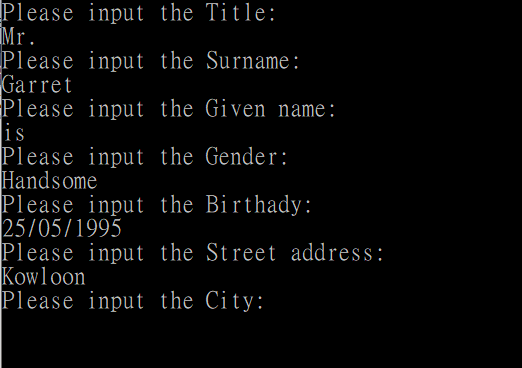 Please input the Title:
Mr.
Please input the Surname:
Garret
Please input the Given name:
is
Please input the Gender:
Handsome
Please input the Birthady:
25/05/1995
Please input the Street address:
Kowloon
Please input the City: